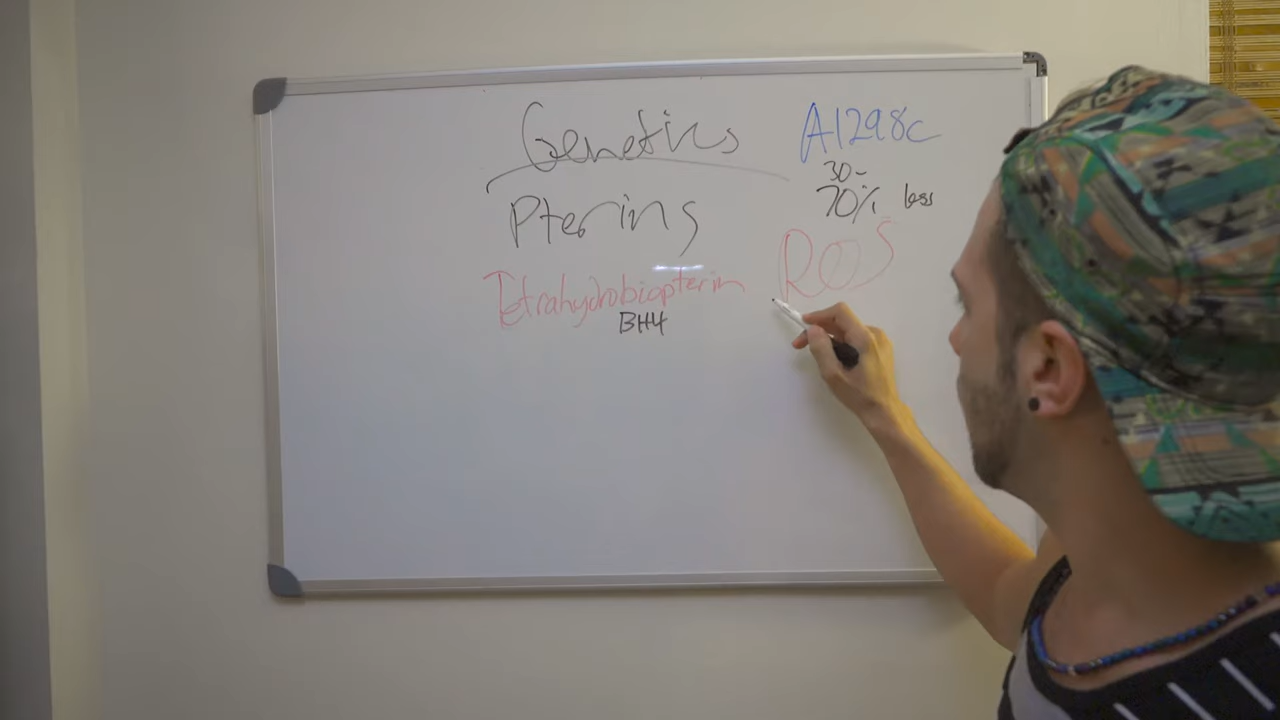 Genetics
Pterins
Tetrahydrobiopterin
BH4
A1298C
30-
70% less
ROS